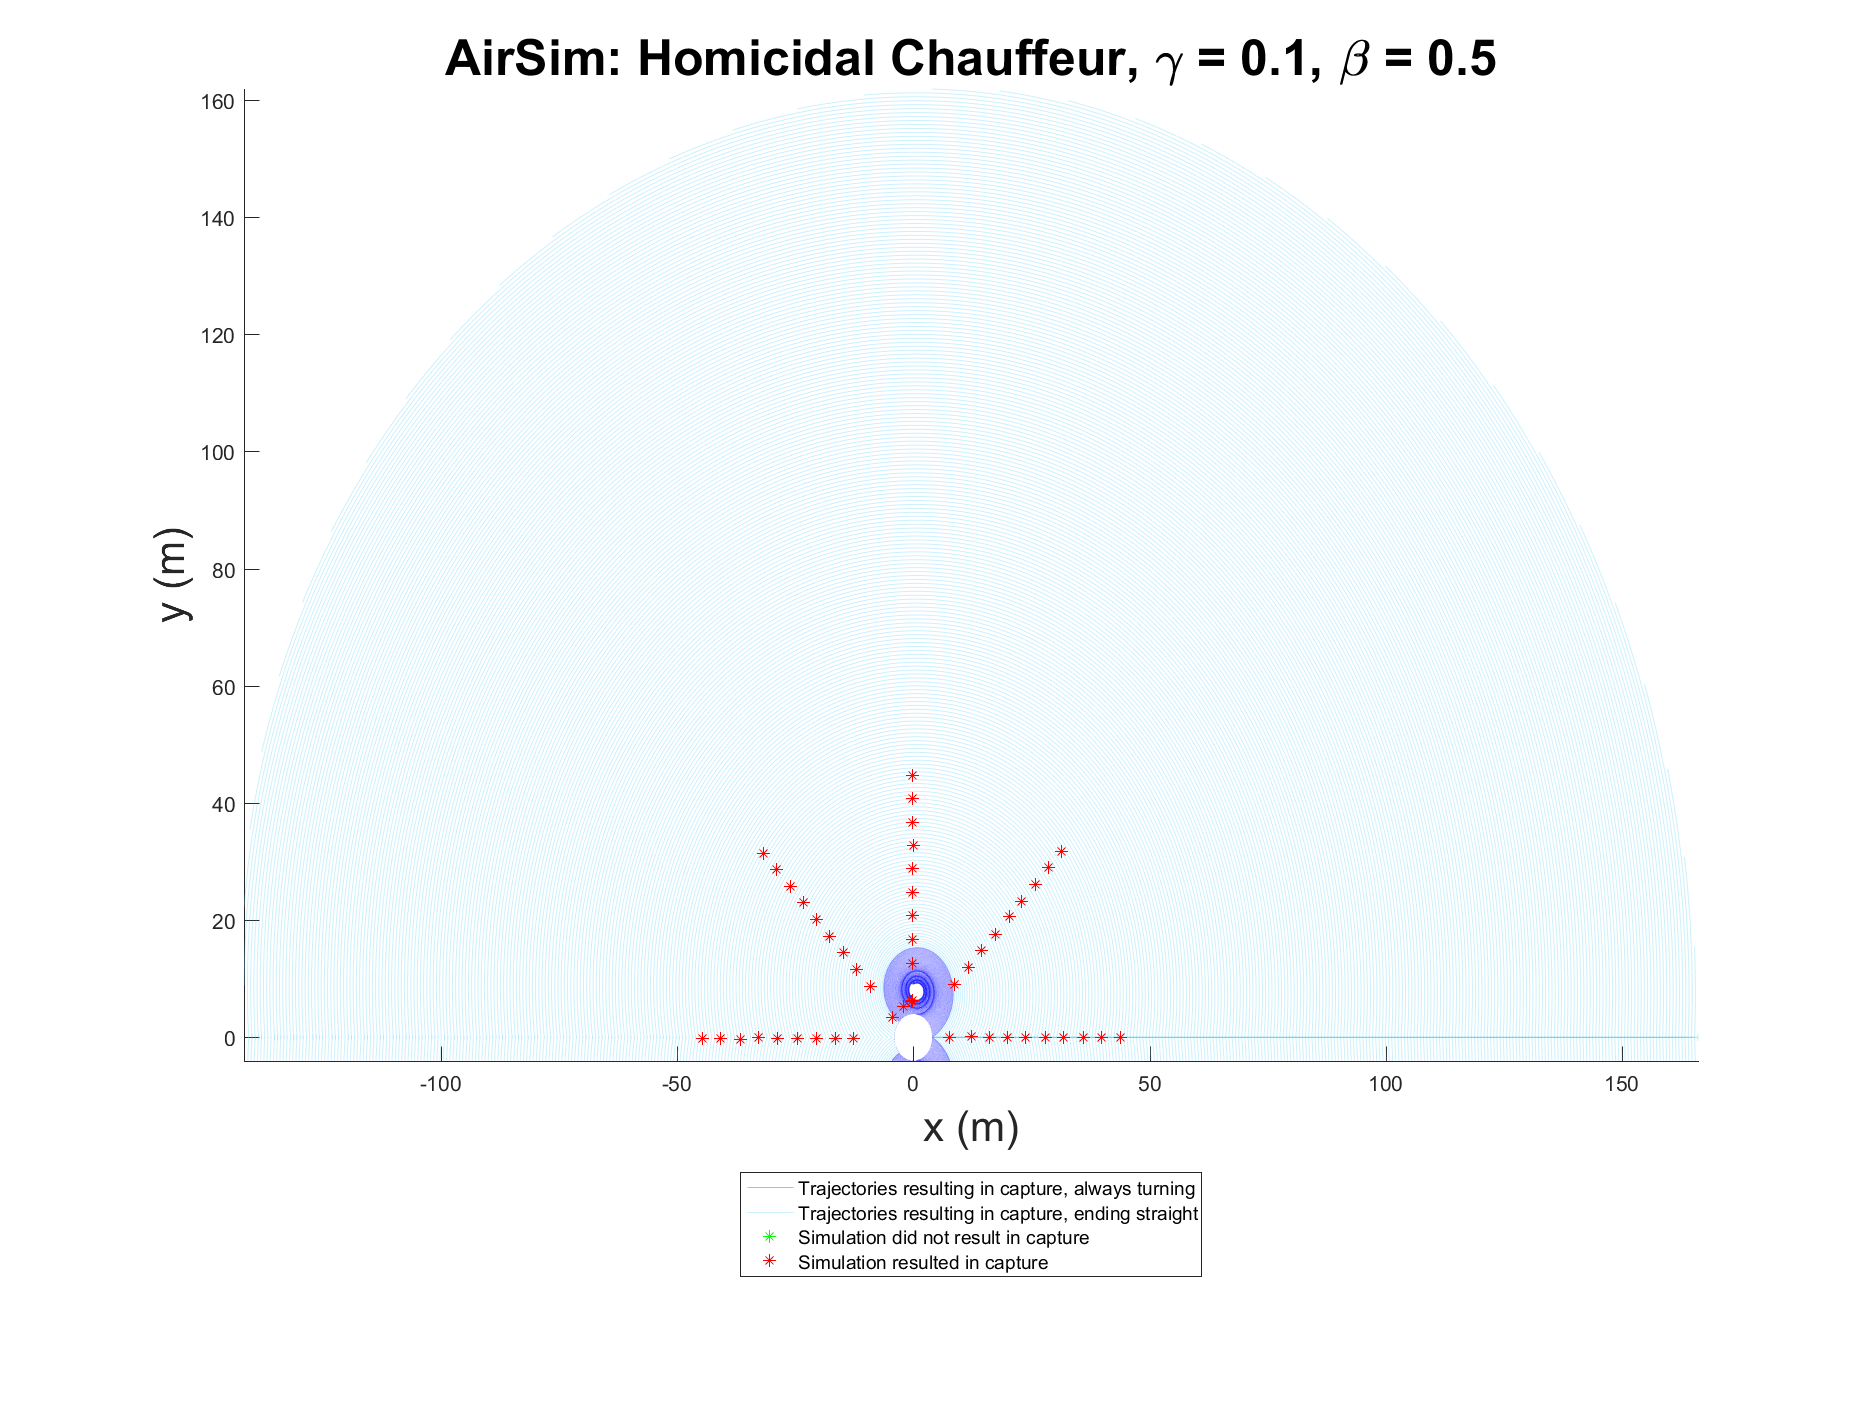 AirSim: Homicidal Chauffeur, γ = 0.1, β = 0.5
160
140
120
100
80
60
40
20
0
y (m)
-100
-50
0
50
100
150
x (m)
Trajectories resulting in capture, always turning
Trajectories resulting in capture, ending straight
Simulation did not result in capture
Simulation resulted in capture